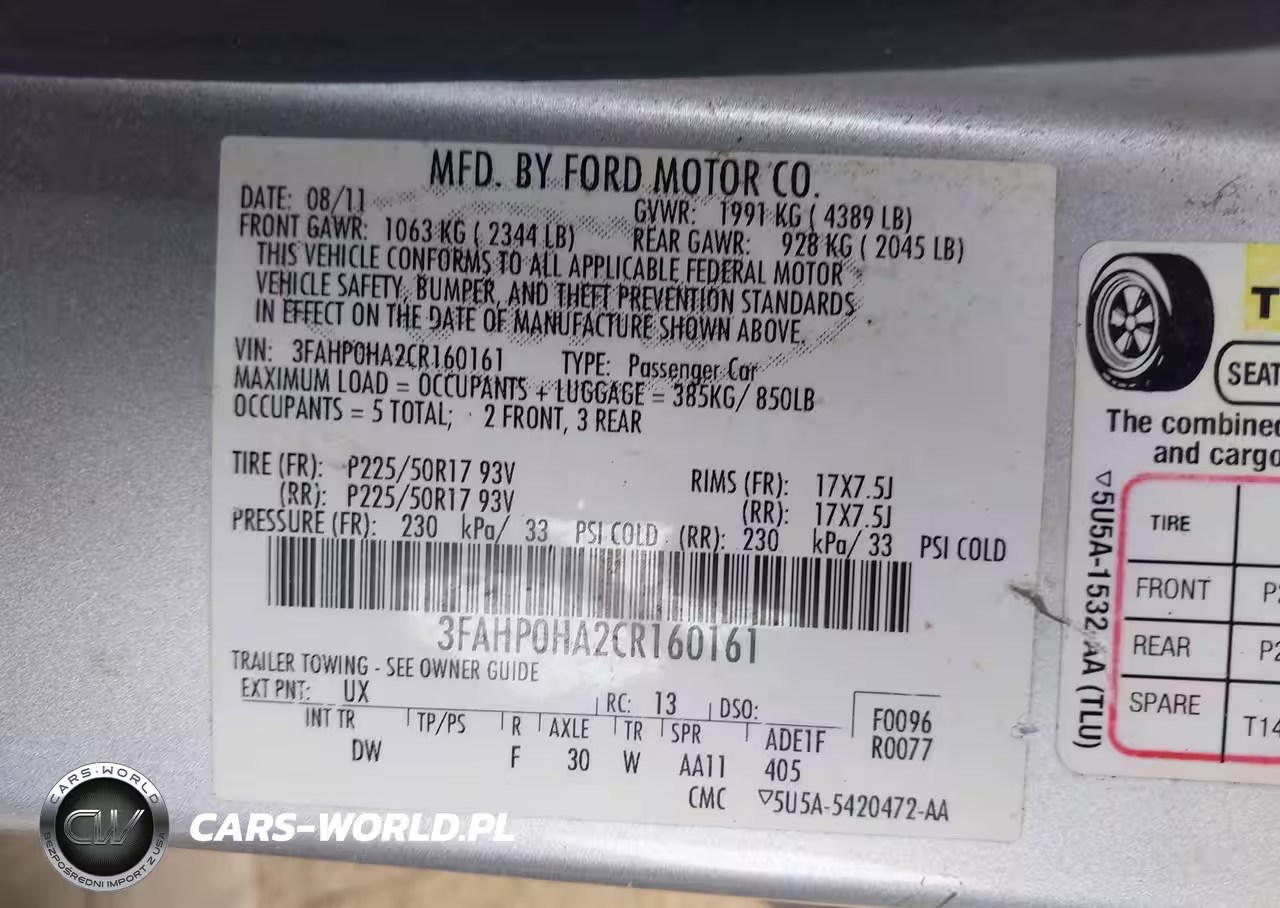 MFD. BY FORD MOTOR CO.
DATE: 08/11
GVWR: 1991 KG ( 4389 LB)
FRONT GAWR: 1063 KG ( 2344 LB)
REAR GAWR: 928 KG ( 2045 LB)
THIS VEHICLE CONFORMS TO ALL APPLICABLE FEDERAL MOTOR
VEHICLE SAFETY, BUMPER, AND THEFT PREVENTION STANDARDS
IN EFFECT ON THE DATE OF MANUFACTURE SHOWN ABOVE.
VIN: 3FAHP0HA2CR160161 TYPE: Passenger Car
MAXIMUM LOAD = OCCUPANTS + LUGGAGE = 385KG/ 850LB
OCCUPANTS = 5 TOTAL; 2 FRONT, 3 REAR
TIRE (FR): P225/50R17 93V RIMS (FR): 17X7.5J
(RR): P225/50R17 93V (RR): 17X7.5J
PRESSURE (FR): 230 kPa/ 33 PSI COLD (RR): 230 kPa/ 33 PSI COLD
3FAHP0HA2CR160161
TRAILER TOWING - SEE OWNER GUIDE
EXT PNT: UX RC: 13 DSO:
INT TR TP/PS R AXLE TR SPR ADE1F
DW F 30 W AA11 405
F0096
R0077
CMC ▽5U5A-5420472-AA
T
SEAT
The combined
and cargo
TIRE
FRONT P2
REAR P2
SPARE T14
▽5U5A-1532 AA (TLU)
CARS-WORLD
CW
BEZPOŚREDNI IMPORT Z USA
CARS-WORLD.PL